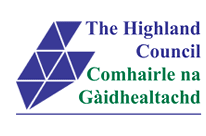 The Highland
Council
Comhairle na
Gàidhealtachd